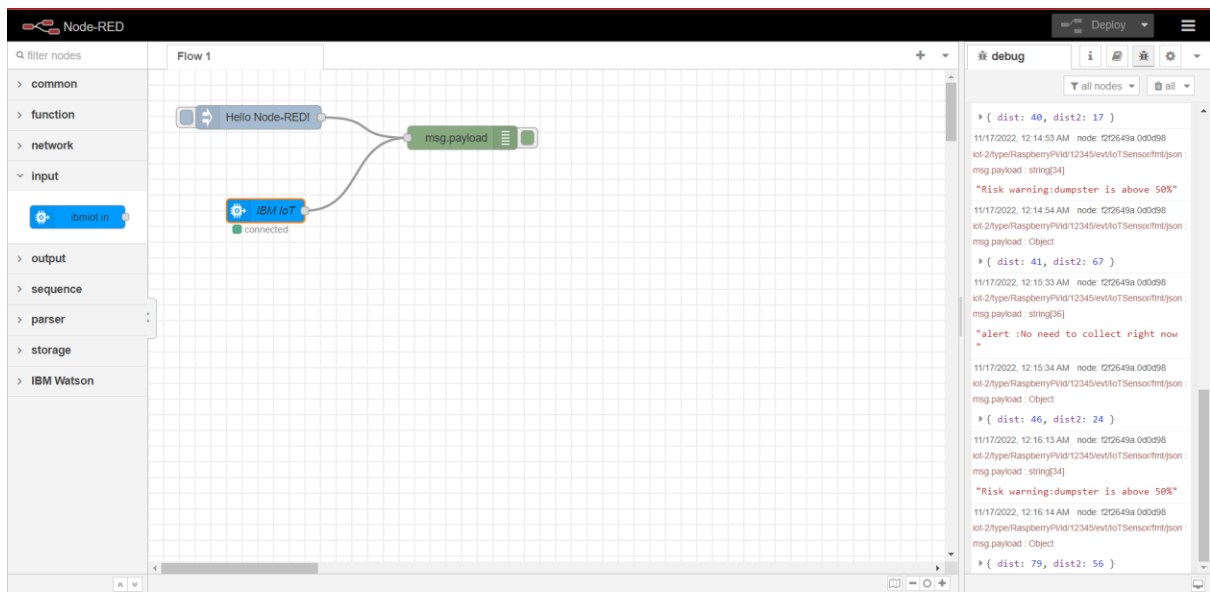 Node-RED
Deploy
filter nodes
common
function
network
input
ibmiot in
output
sequence
parser
storage
IBM Watson
Flow 1
Hello Node-RED!
msg.payload
IBM IoT
connected
debug
i
all nodes
all
{ dist: 40, dist2: 17 }
11/17/2022, 12:14:53 AM node: f2f2649a.0d0d98
iot-2/type/RaspberryPi/id/12345/evt/IoTSensor/fmt/json :
msg.payload : string[34]
"Risk warning:dumpster is above 50%"
11/17/2022, 12:14:54 AM node: f2f2649a.0d0d98
iot-2/type/RaspberryPi/id/12345/evt/IoTSensor/fmt/json :
msg.payload : Object
{ dist: 41, dist2: 67 }
11/17/2022, 12:15:33 AM node: f2f2649a.0d0d98
iot-2/type/RaspberryPi/id/12345/evt/IoTSensor/fmt/json :
msg.payload : string[36]
"alert :No need to collect right now
"
11/17/2022, 12:15:34 AM node: f2f2649a.0d0d98
iot-2/type/RaspberryPi/id/12345/evt/IoTSensor/fmt/json :
msg.payload : Object
{ dist: 46, dist2: 24 }
11/17/2022, 12:16:13 AM node: f2f2649a.0d0d98
iot-2/type/RaspberryPi/id/12345/evt/IoTSensor/fmt/json :
msg.payload : string[34]
"Risk warning:dumpster is above 50%"
11/17/2022, 12:16:14 AM node: f2f2649a.0d0d98
iot-2/type/RaspberryPi/id/12345/evt/IoTSensor/fmt/json :
msg.payload : Object
{ dist: 79, dist2: 56 }